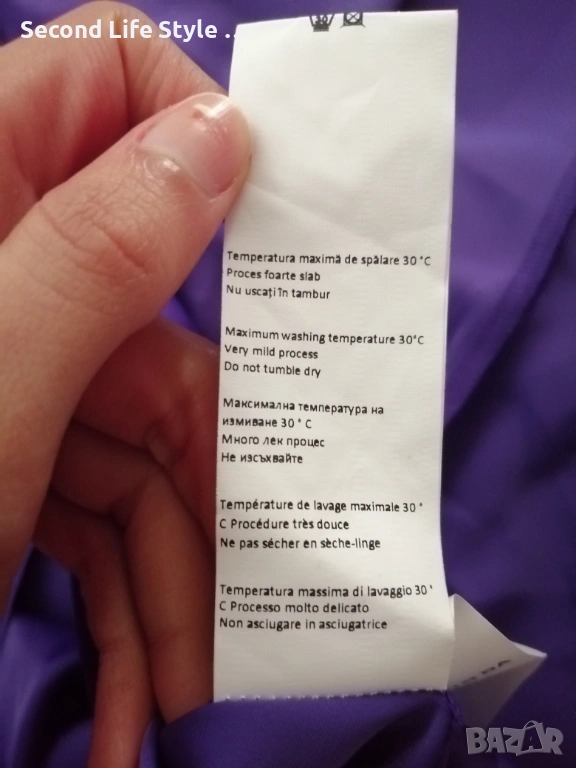 Second Life Style ...
30
Temperatura maximă de spălare 30 °C
Proces foarte slab
Nu uscați în tambur
Maximum washing temperature 30°C
Very mild process
Do not tumble dry
Максимална температура на
измиване 30 ° C
Много лек процес
Не изсъхвайте
Température de lavage maximale 30 °
C Procédure très douce
Ne pas sécher en sèche-linge
Temperatura massima di lavaggio 30 °
C Processo molto delicato
Non asciugare in asciugatrice
BAZAR